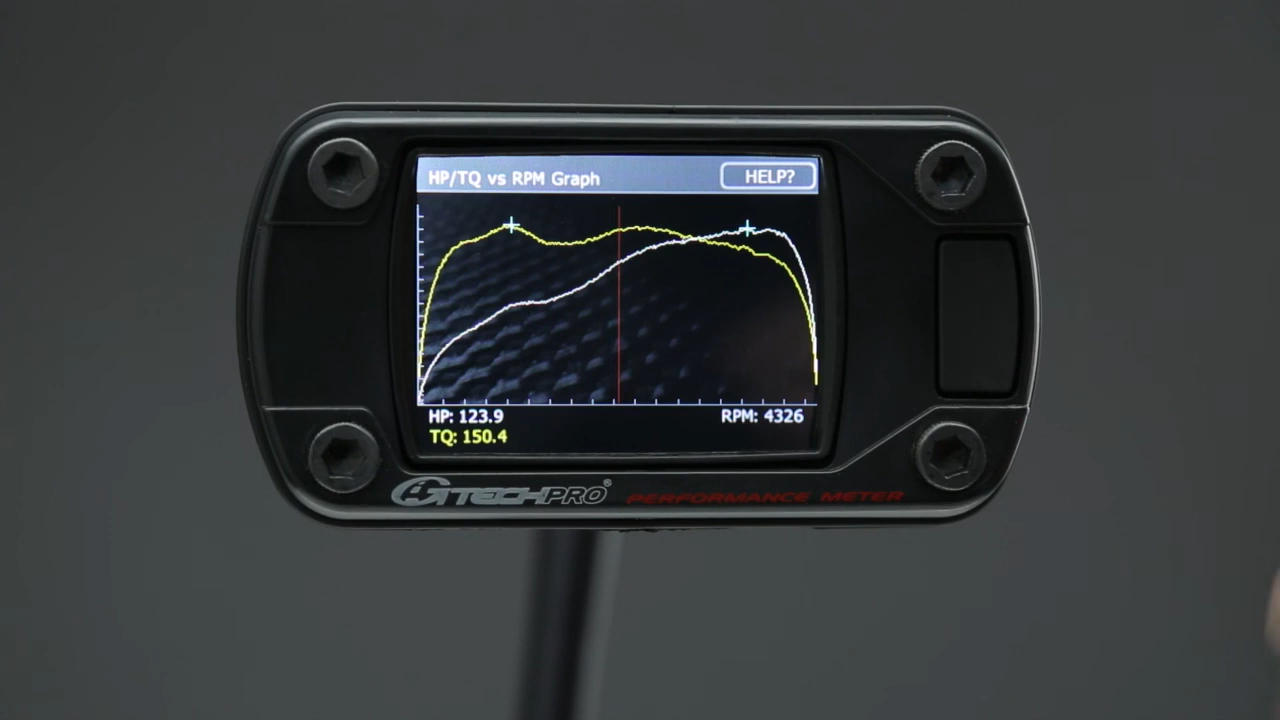 HP/TQ vs RPM Graph HELP?
HP: 123.9 RPM: 4326
TQ: 150.4
GTECHPRO® PERFORMANCE METER